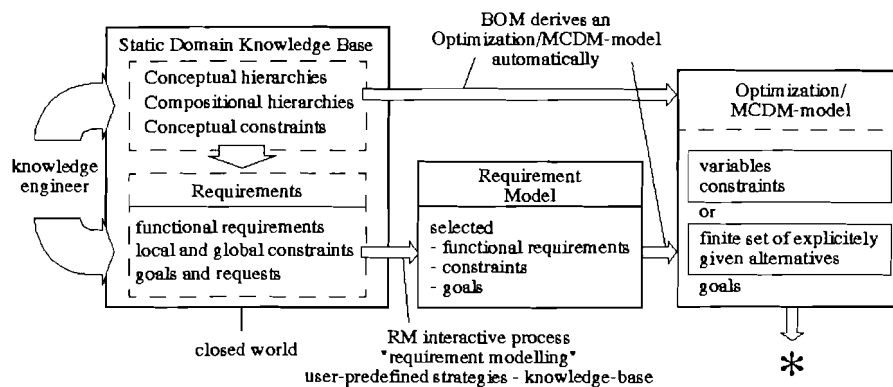 BOM derives an
Optimization/MCDM-model
automatically
Static Domain Knowledge Base
Conceptual hierarchies
Compositional hierarchies
Conceptual constraints
knowledge
engineer
Requirements
functional requirements
local and global constraints
goals and requests
closed world
Requirement
Model
selected
- functional requirements
- constraints
- goals
RM interactive process
"requirement modelling"
user-predefined strategies - knowledge-base
Optimization/
MCDM-model
variables
constraints
or
finite set of explicitely
given alternatives
goals
*